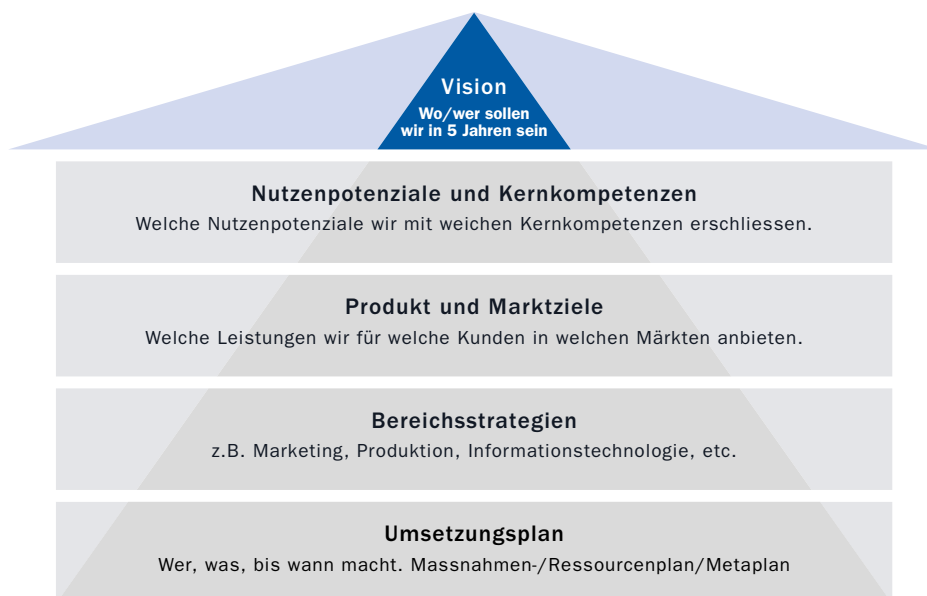 Vision
Wo/wer sollen
wir in 5 Jahren sein
Nutzenpotenziale und Kernkompetenzen
Welche Nutzenpotenziale wir mit weichen Kernkompetenzen erschliessen.
Produkt und Marktziele
Welche Leistungen wir für welche Kunden in welchen Märkten anbieten.
Bereichsstrategien
z.B. Marketing, Produktion, Informationstechnologie, etc.
Umsetzungsplan
Wer, was, bis wann macht. Massnahmen-/Ressourcenplan/Metaplan